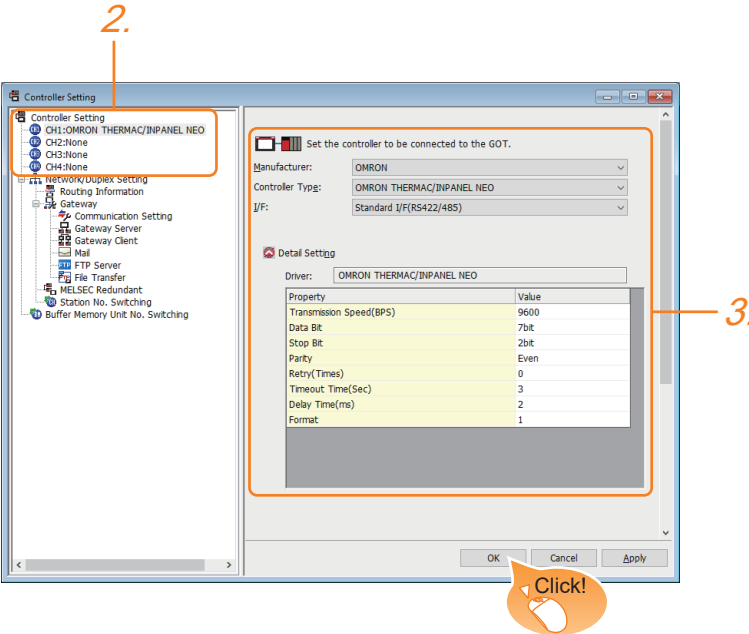 2.
Controller Setting
Controller Setting
CH1:OMRON THERMAC/INPANEL NEO
CH2:None
CH3:None
CH4:None
Network/Duplex Setting
Routing Information
Gateway
Communication Setting
Gateway Server
Gateway Client
Mail
FTP Server
File Transfer
MELSEC Redundant
Station No. Switching
Buffer Memory Unit No. Switching
Set the controller to be connected to the GOT.
Manufacturer: OMRON
Controller Type: OMRON THERMAC/INPANEL NEO
I/F: Standard I/F(RS422/485)
Detail Setting
Driver: OMRON THERMAC/INPANEL NEO
Property Value
Transmission Speed(BPS) 9600
Data Bit 7bit
Stop Bit 2bit
Parity Even
Retry(Times) 0
Timeout Time(Sec) 3
Delay Time(ms) 2
Format 1
3.
OK Cancel Apply
Click!